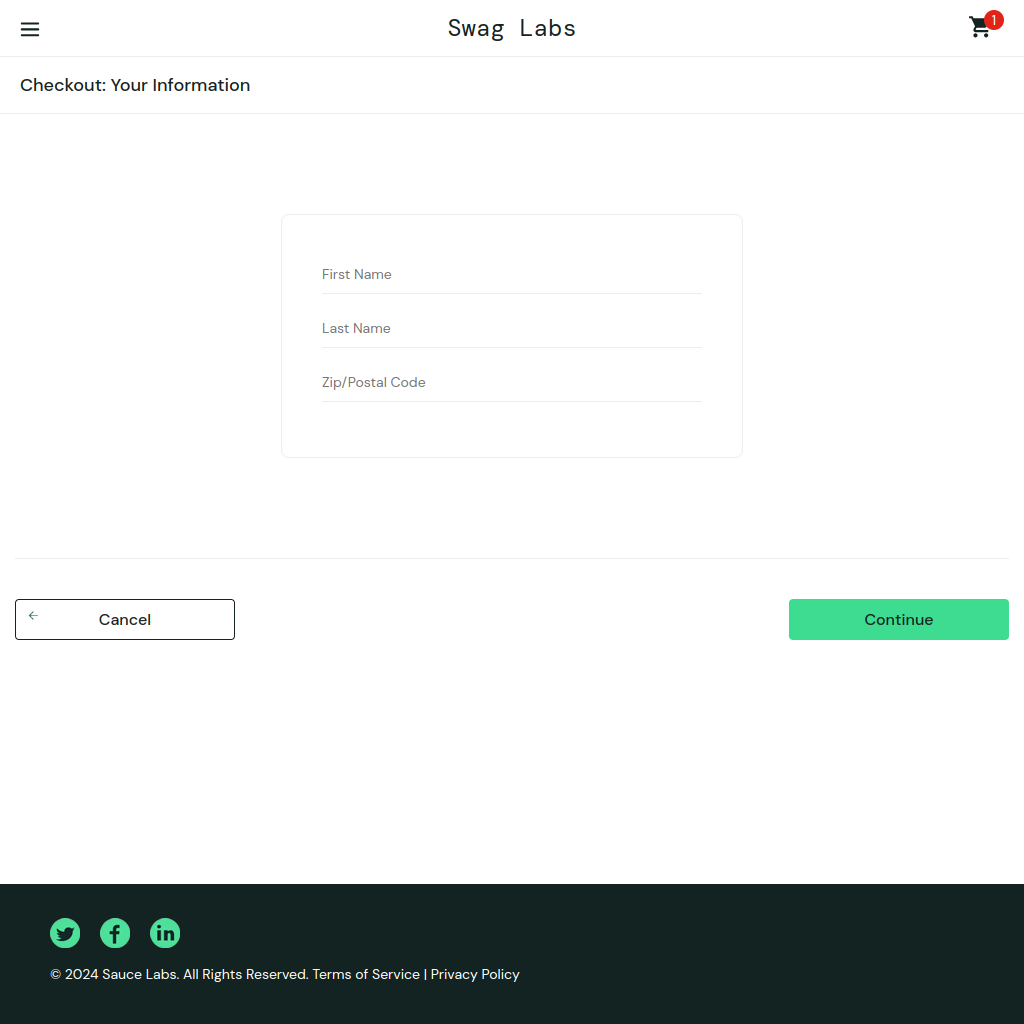 Swag Labs
1
Checkout: Your Information
First Name
Last Name
Zip/Postal Code
Cancel
Continue
© 2024 Sauce Labs. All Rights Reserved. Terms of Service | Privacy Policy